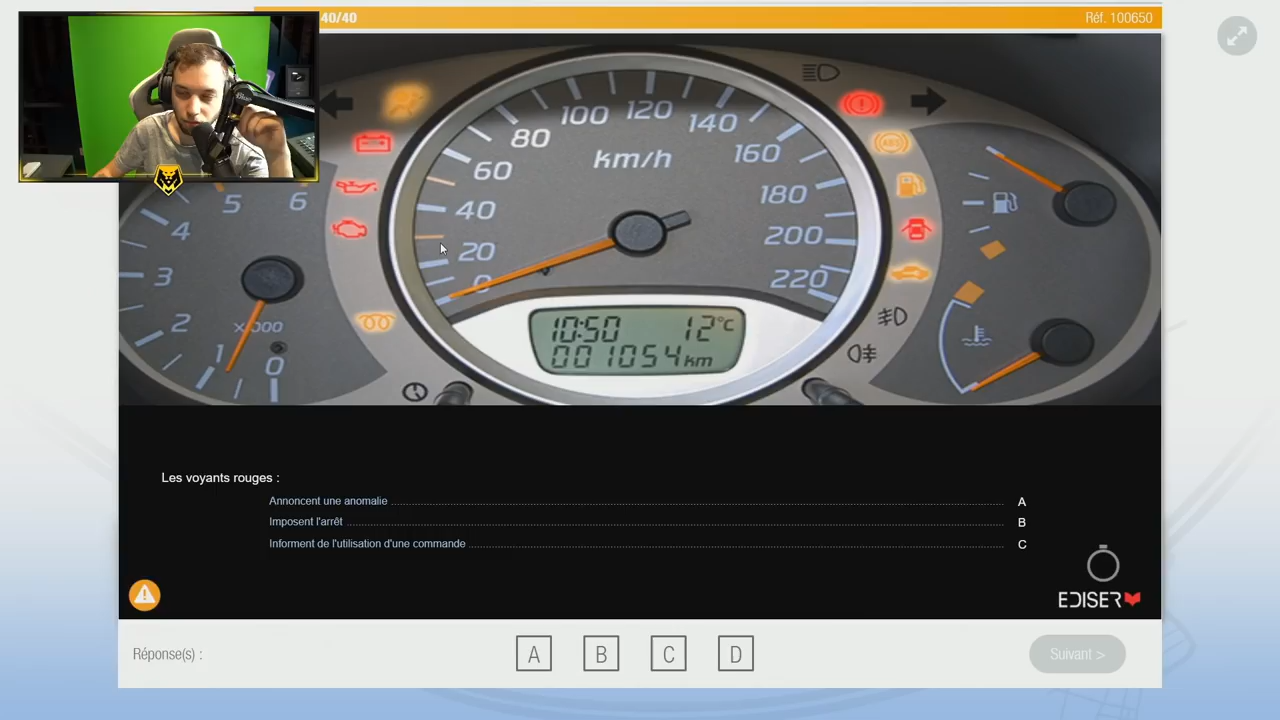 40/40
Réf. 100650
km/h
0
20
40
60
80
100
120
140
160
180
200
220
0
1
2
3
4
5
6
x1000
ABS
10:50 12°C
001054 km
Les voyants rouges :
Annoncent une anomalie A
Imposent l'arrêt B
Informent de l'utilisation d'une commande C
EDISER
Réponse(s) :
A
B
C
D
Suivant >